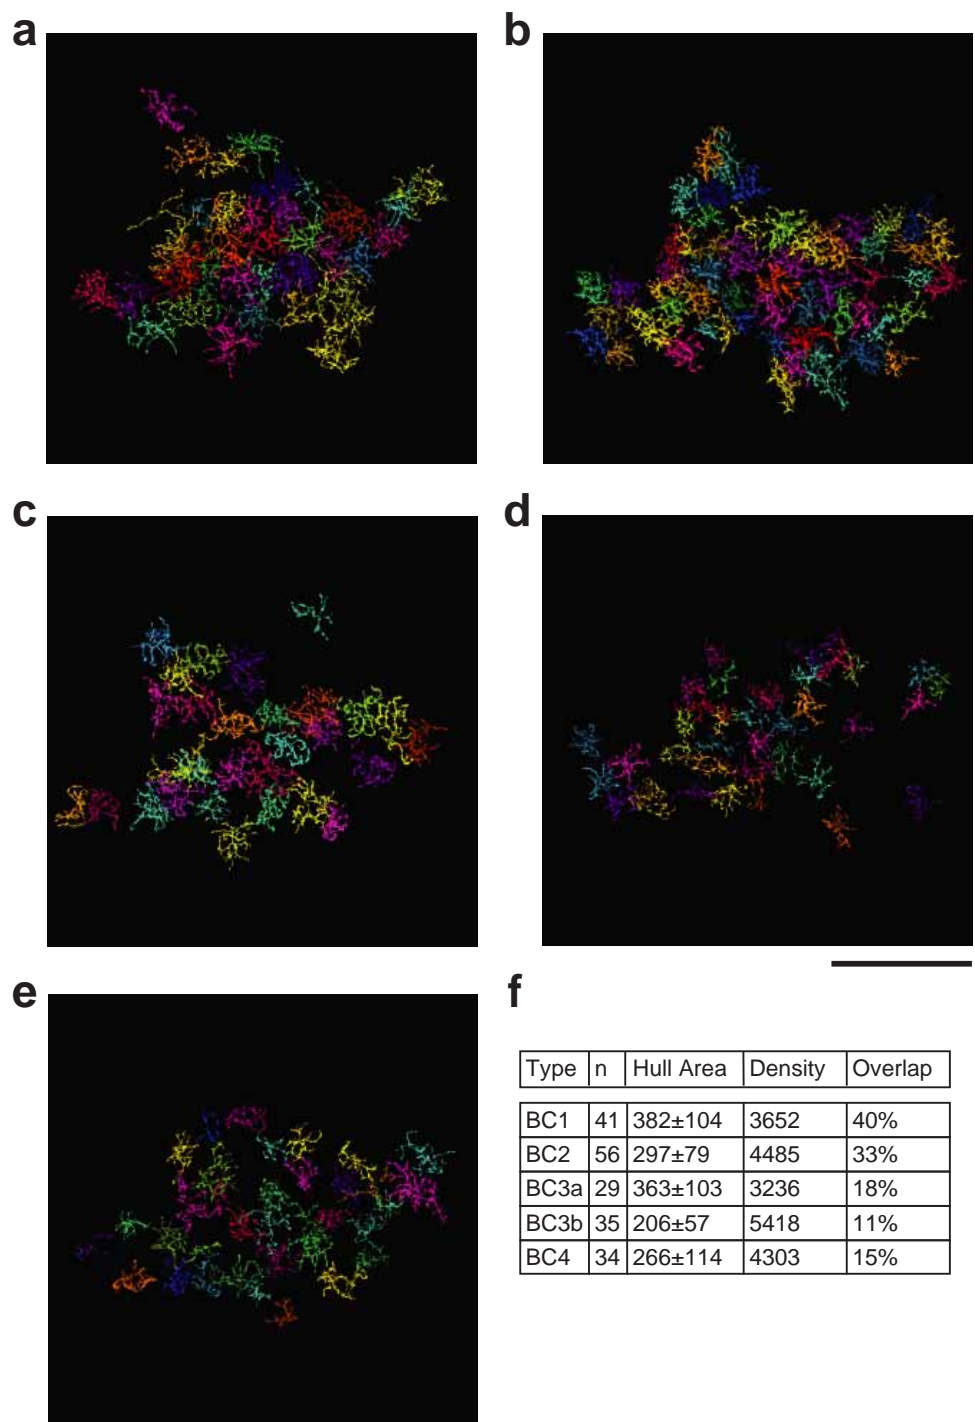 a
b
c
d
e
f
Type n Hull Area Density Overlap
BC1 41 382±104 3652 40%
BC2 56 297±79 4485 33%
BC3a 29 363±103 3236 18%
BC3b 35 206±57 5418 11%
BC4 34 266±114 4303 15%